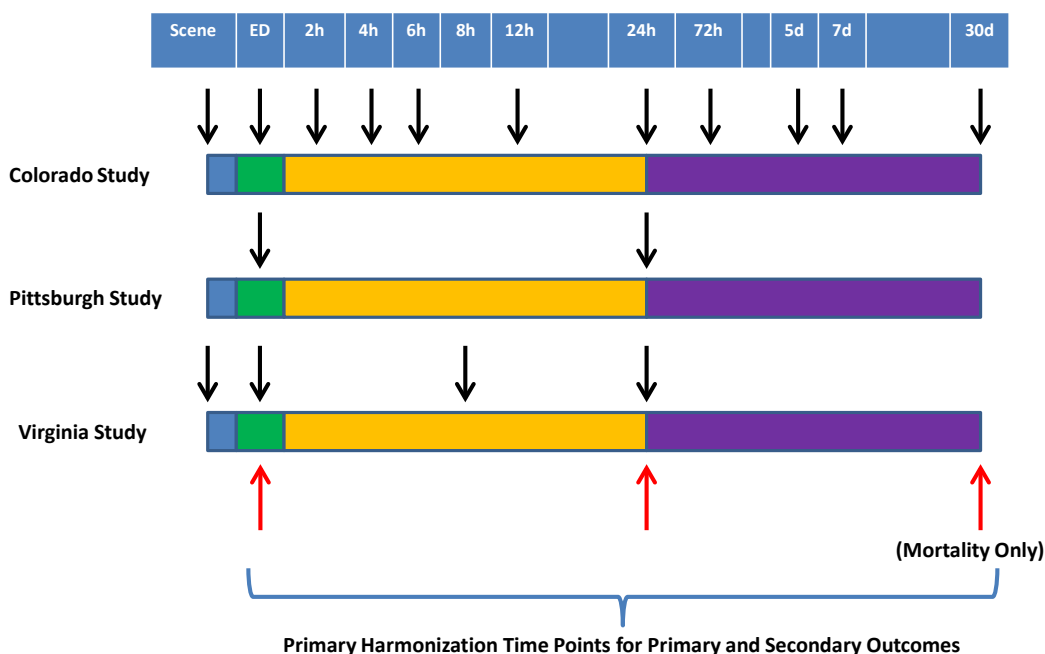 Scene ED 2h 4h 6h 8h 12h 24h 72h 5d 7d 30d
Colorado Study
Pittsburgh Study
Virginia Study
(Mortality Only)
Primary Harmonization Time Points for Primary and Secondary Outcomes